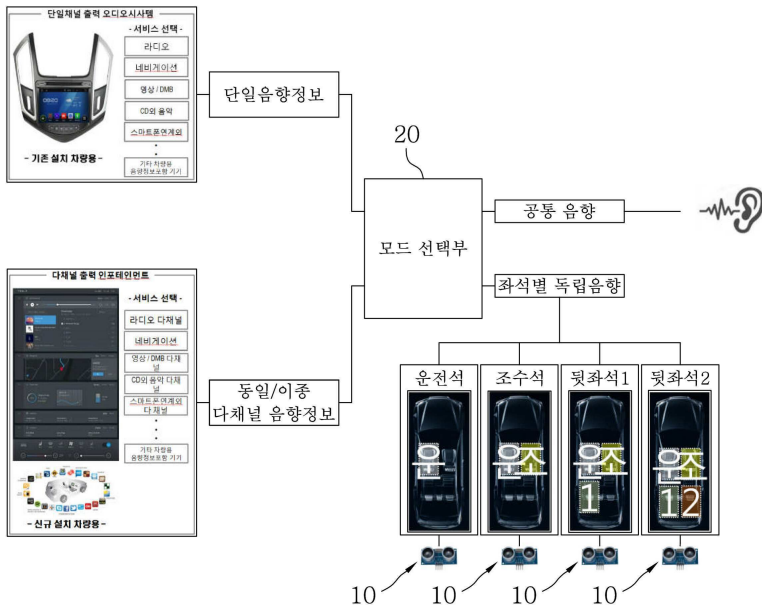 단일채널 출력 오디오시사템
- 서비스 선택 -
라디오
네비게이션
영상 / DMB
CD외 음악
스마트폰연계외
기타 차량용
음향정보포함 기기
- 기존 설치 차량용 -
단일음향정보
20
모드 선택부
공통 음향
좌석별 독립음향
다채널 출력 인포테인먼트
- 서비스 선택 -
라디오 다채널
네비게이션
영상 / DMB 다채
널
CD외 음악 다채
널
스마트폰연계외
다채널
기타 차량용
음향정보포함 기기
- 신규 설치 차량용 -
동일/이종
다채널 음향정보
운전석
조수석
뒷좌석1
뒷좌석2
운
운조
운조
1
운조
12
10
10
10
10